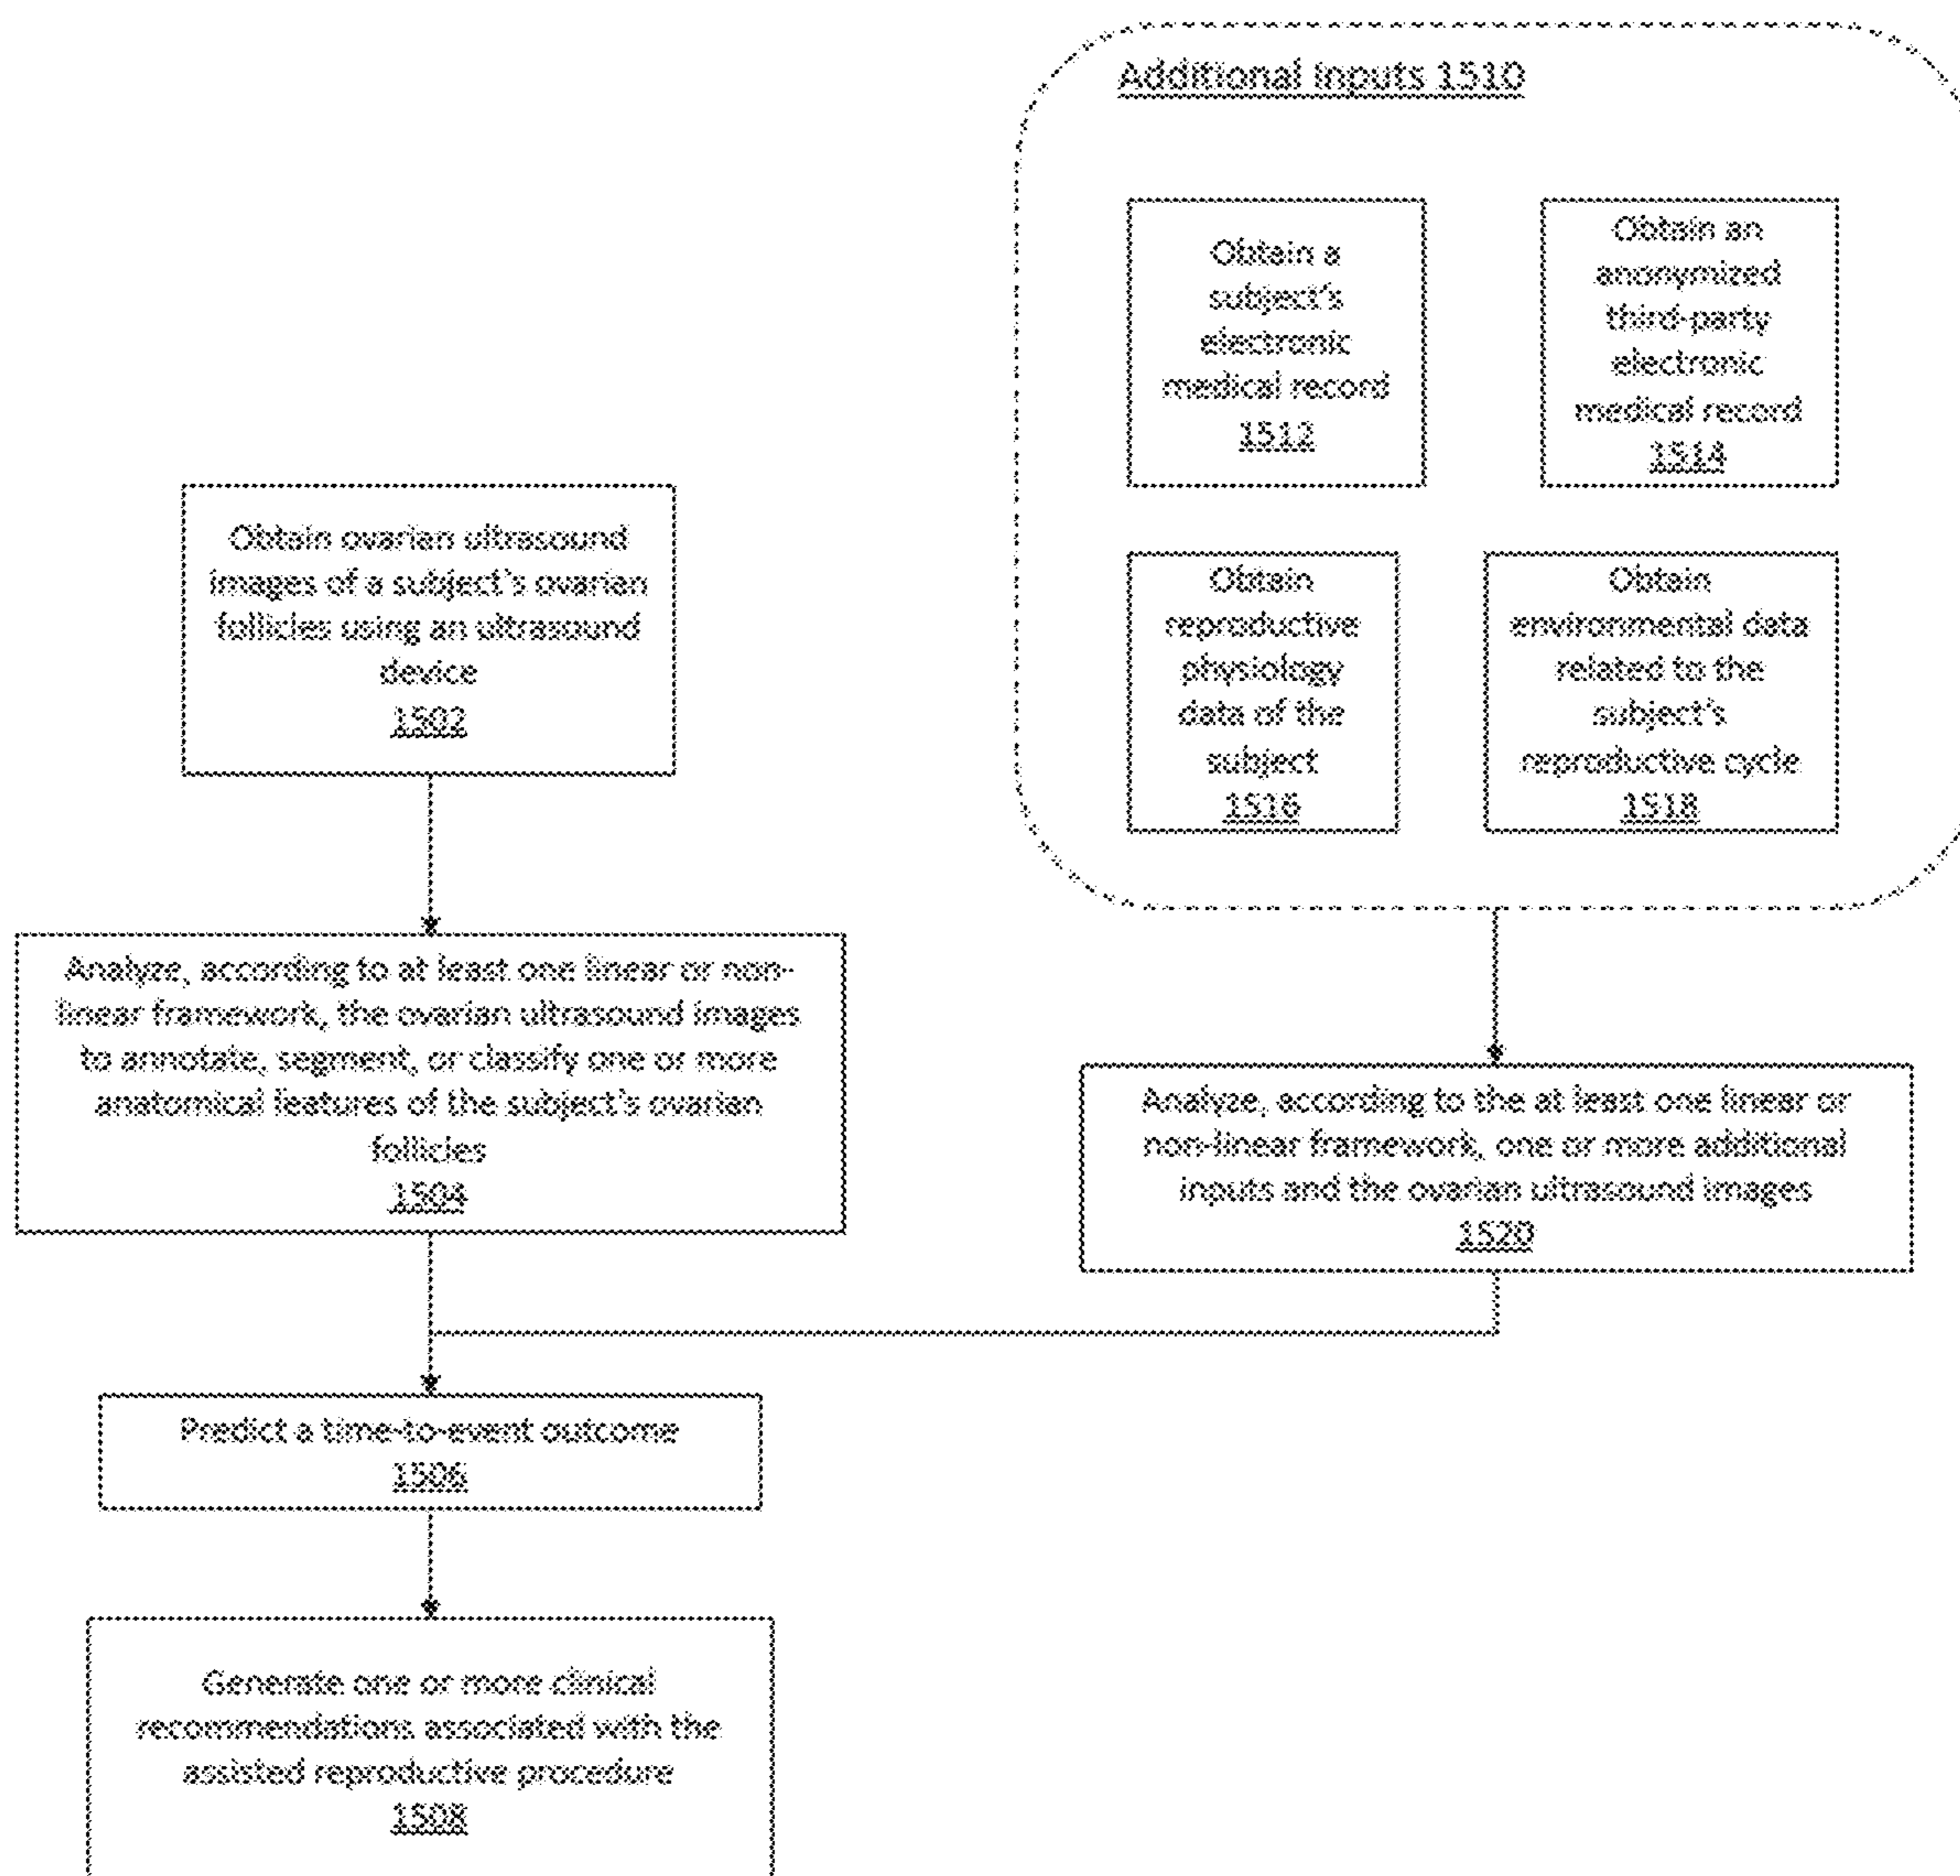 Additional Inputs 1510
Obtain a
subject's
electronic
medical record
1512
Obtain an
anonymized
third-party
electronic
medical record
1514
Obtain
reproductive
physiology
data of the
subject
1516
Obtain
environmental data
related to the
subject's
reproductive cycle
1518
Obtain ovarian ultrasound
images of a subject's ovarian
follicles using an ultrasound
device
1502
Analyze, according to at least one linear or non-
linear framework, the ovarian ultrasound images
to annotate, segment, or classify one or more
anatomical features of the subject's ovarian
follicles
1504
Analyze, according to the at least one linear or
non-linear framework, one or more additional
inputs and the ovarian ultrasound images
1520
Predict a time-to-event outcome
1506
Generate one or more clinical
recommendations associated with the
assisted reproductive procedure
1508